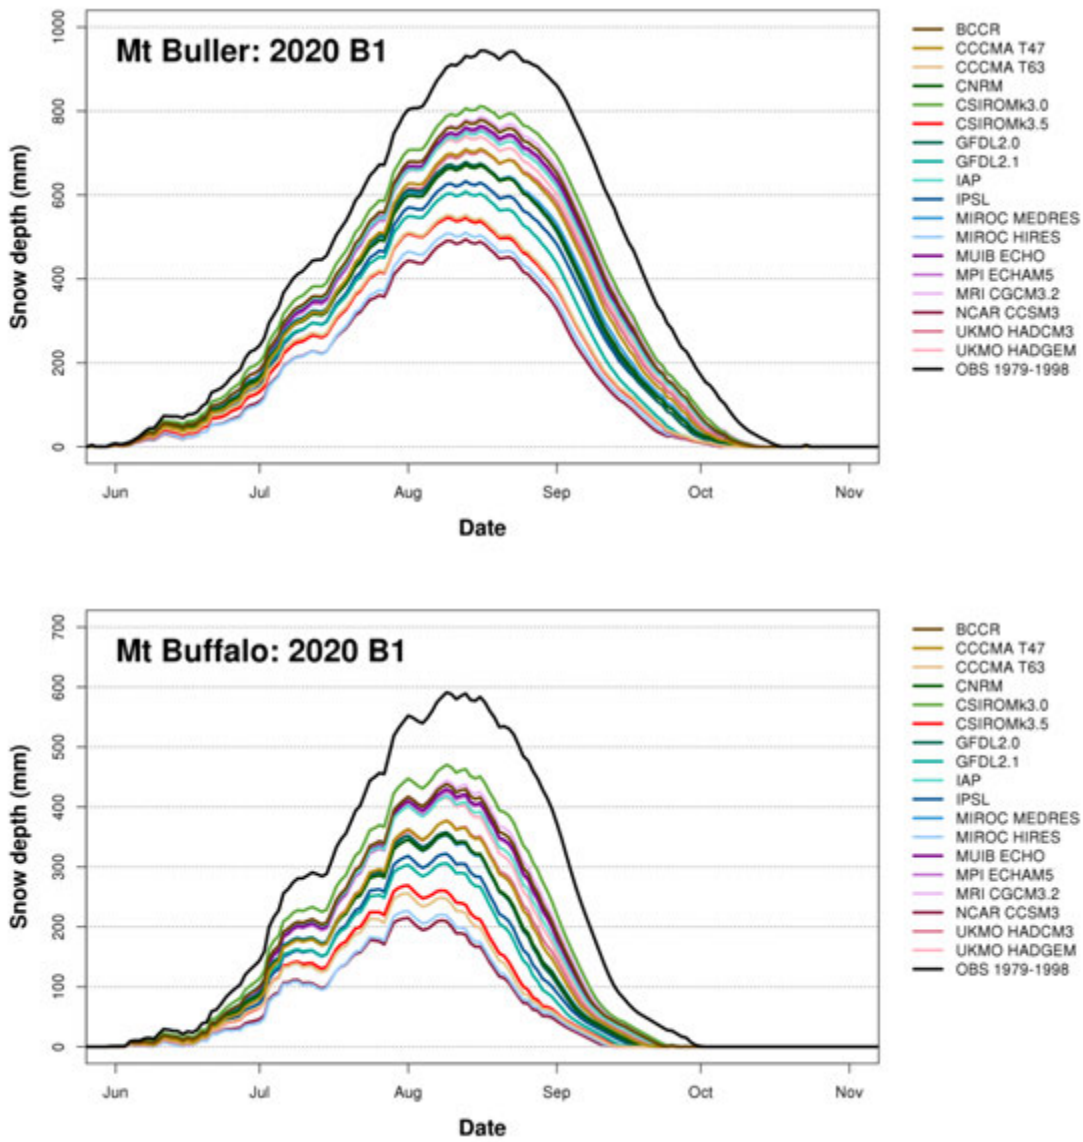 Mt Buller: 2020 B1
Snow depth (mm)
1000
800
600
400
200
0
Jun Jul Aug Sep Oct Nov
Date
BCCR
CCCMA T47
CCCMA T63
CNRM
CSIROMk3.0
CSIROMk3.5
GFDL2.0
GFDL2.1
IAP
IPSL
MIROC MEDRES
MIROC HIRES
MUIB ECHO
MPI ECHAM5
MRI CGCM3.2
NCAR CCSM3
UKMO HADCM3
UKMO HADGEM
OBS 1979-1998
Mt Buffalo: 2020 B1
Snow depth (mm)
700
600
500
400
300
200
100
0
Jun Jul Aug Sep Oct Nov
Date
BCCR
CCCMA T47
CCCMA T63
CNRM
CSIROMk3.0
CSIROMk3.5
GFDL2.0
GFDL2.1
IAP
IPSL
MIROC MEDRES
MIROC HIRES
MUIB ECHO
MPI ECHAM5
MRI CGCM3.2
NCAR CCSM3
UKMO HADCM3
UKMO HADGEM
OBS 1979-1998